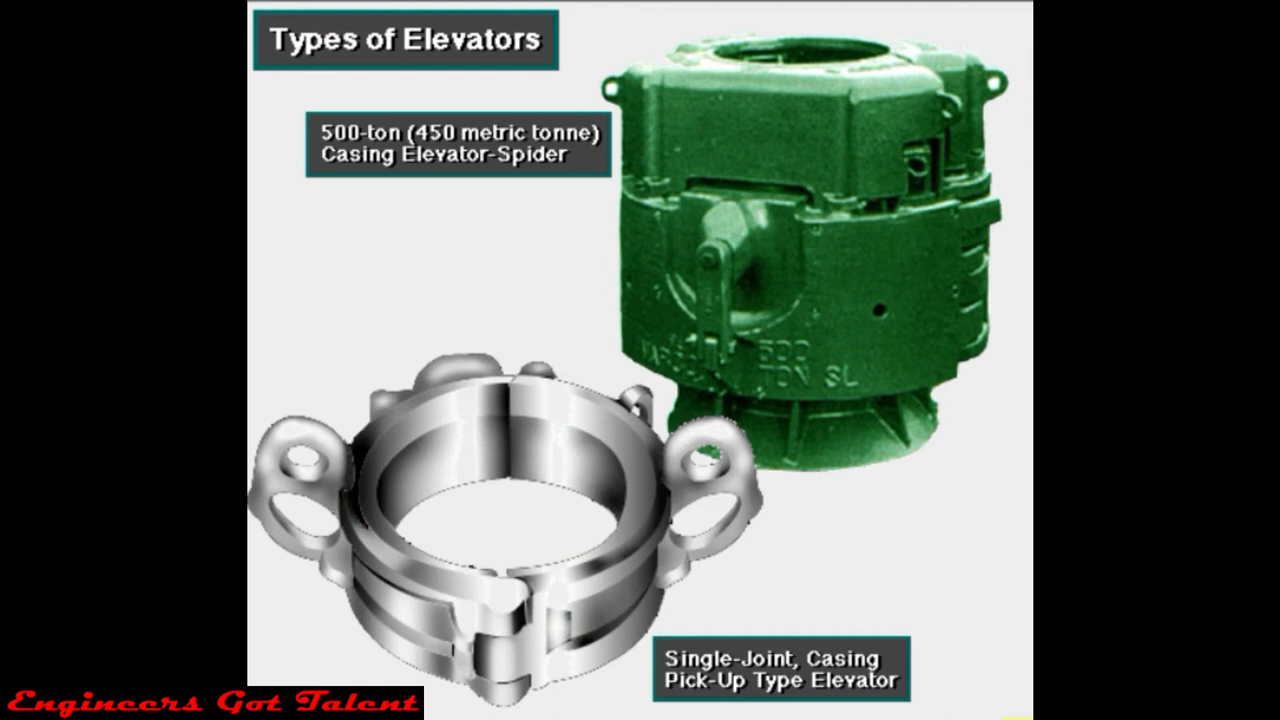 Types of Elevators
500-ton (450 metric tonne)
Casing Elevator-Spider
500
TON SL
Single-Joint, Casing
Pick-Up Type Elevator
Engineers Got Talent